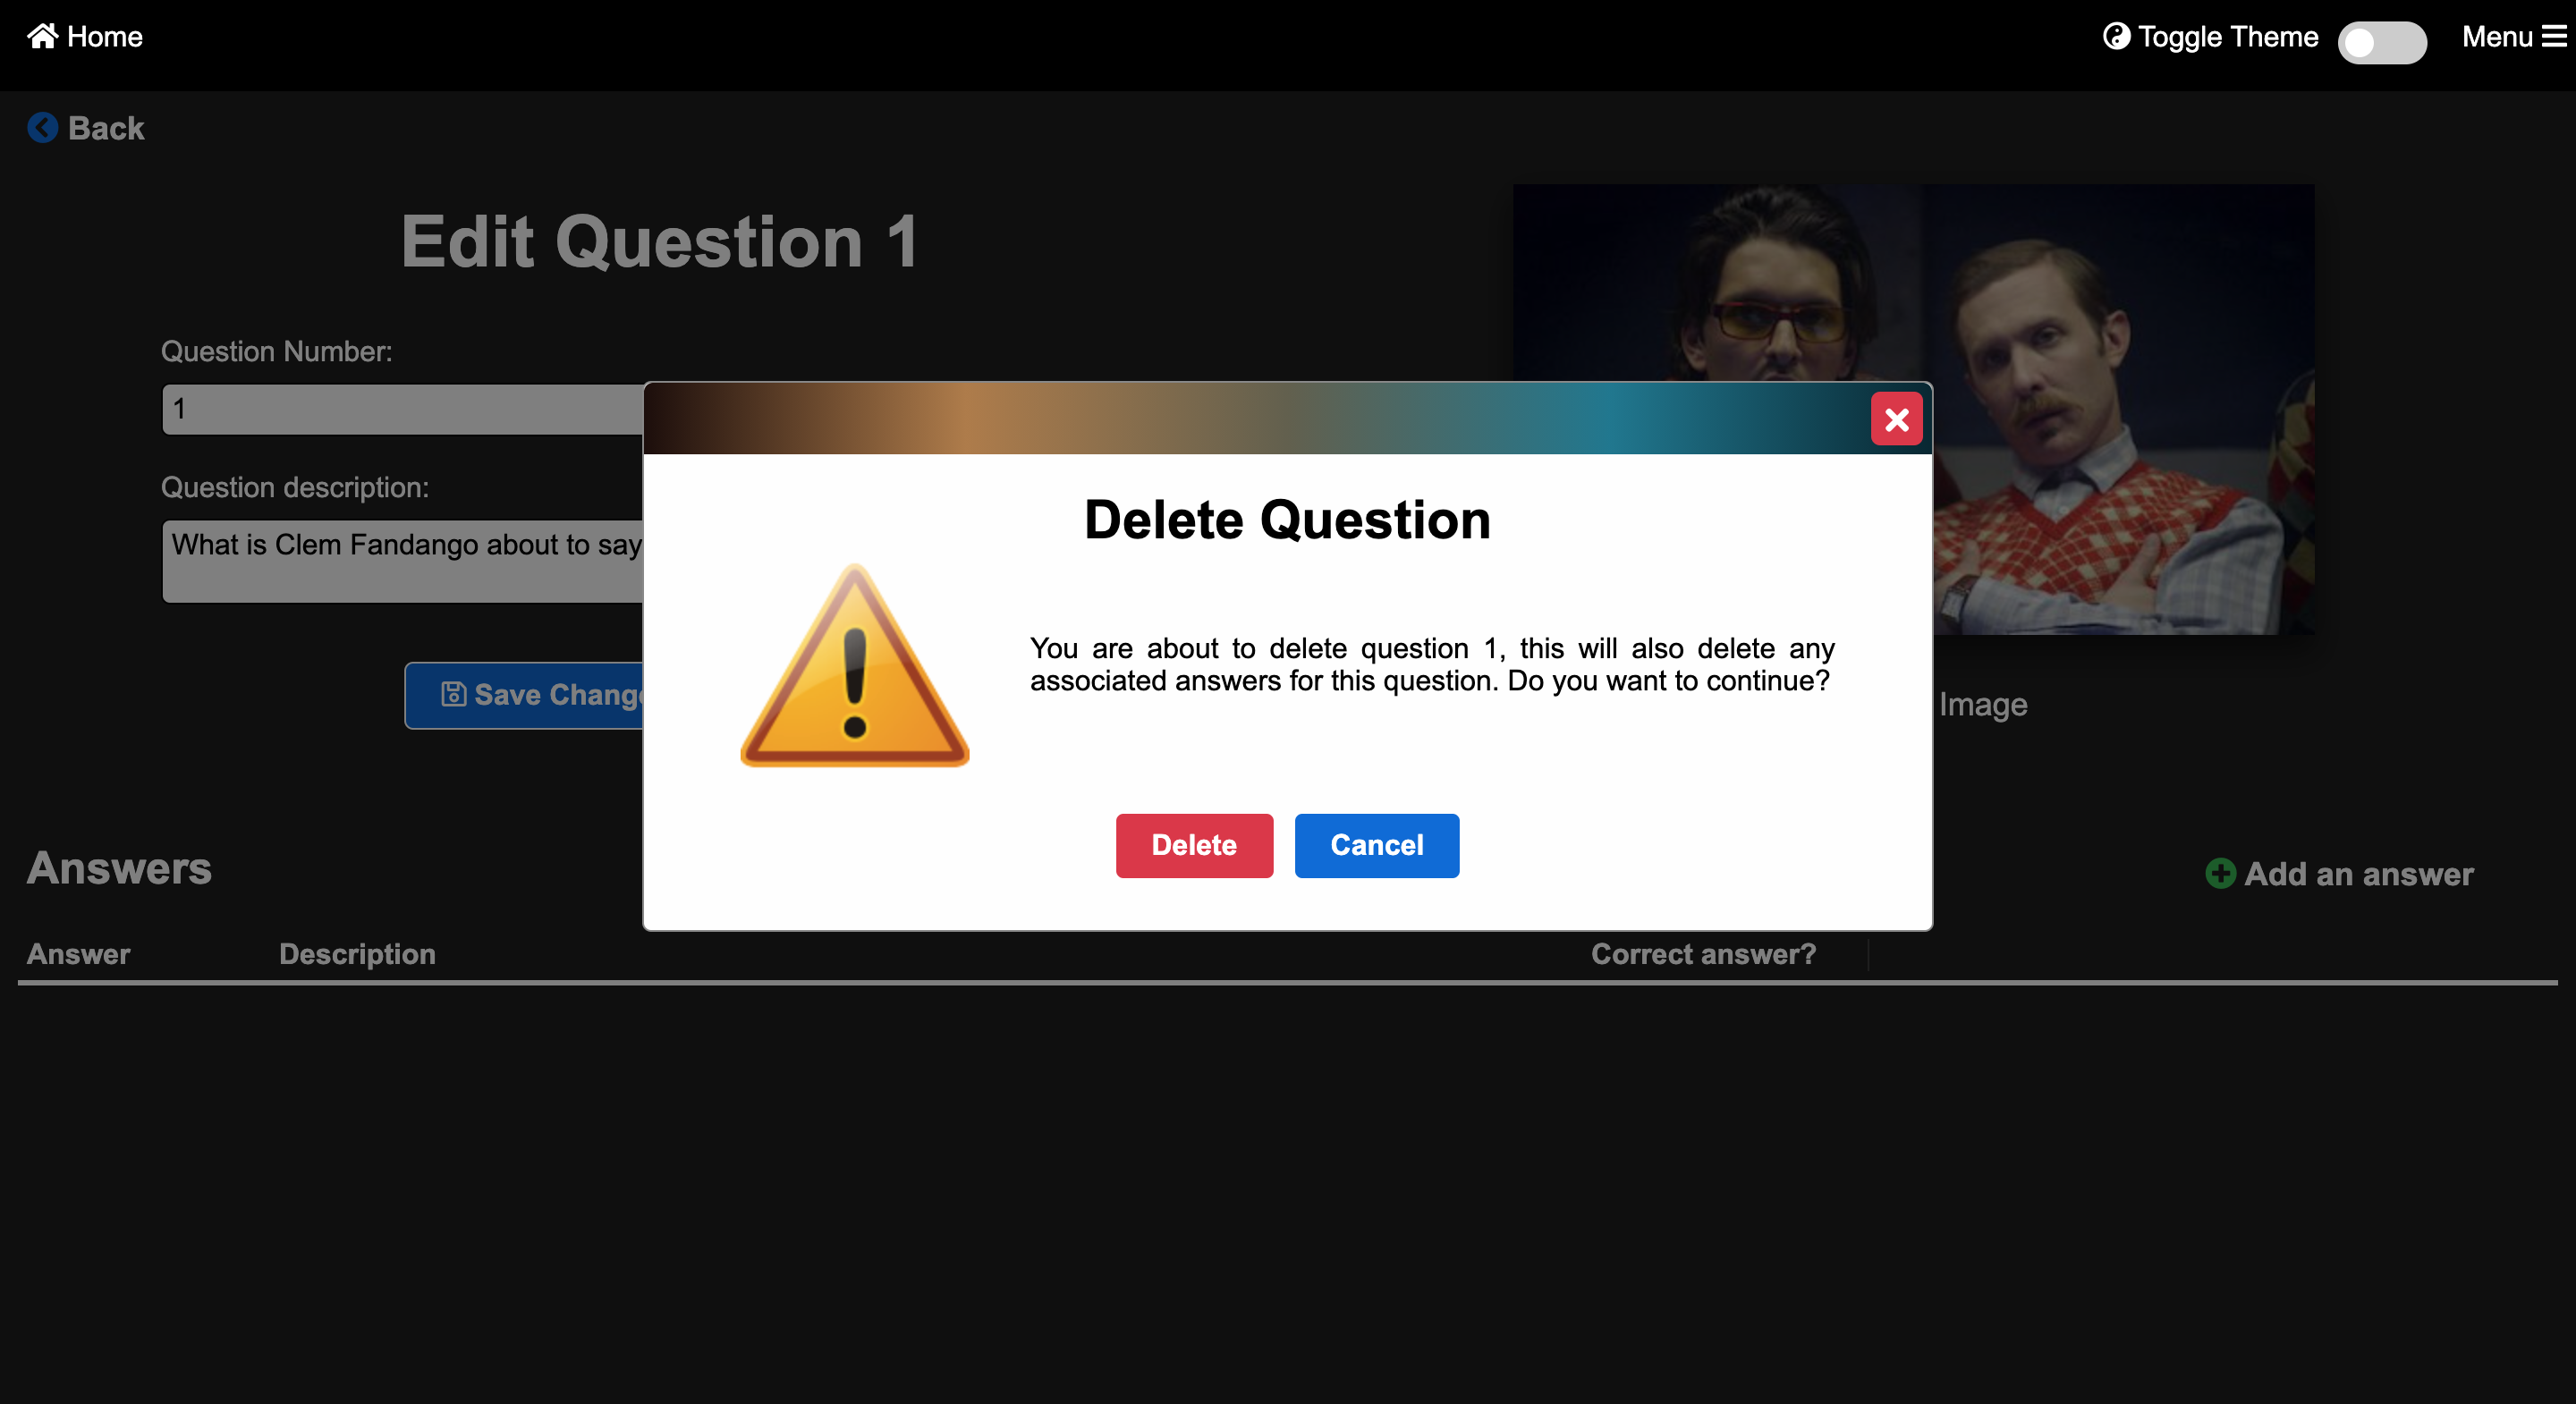 Home
Toggle Theme
Menu
Back
Edit Question 1
Question Number:
1
Question description:
What is Clem Fandango about to say
Save
Image
Delete Question
You are about to delete question 1, this will also delete any
associated answers for this question. Do you want to continue?
Delete Cancel
Answers
Add an answer
Answer Description Correct answer?